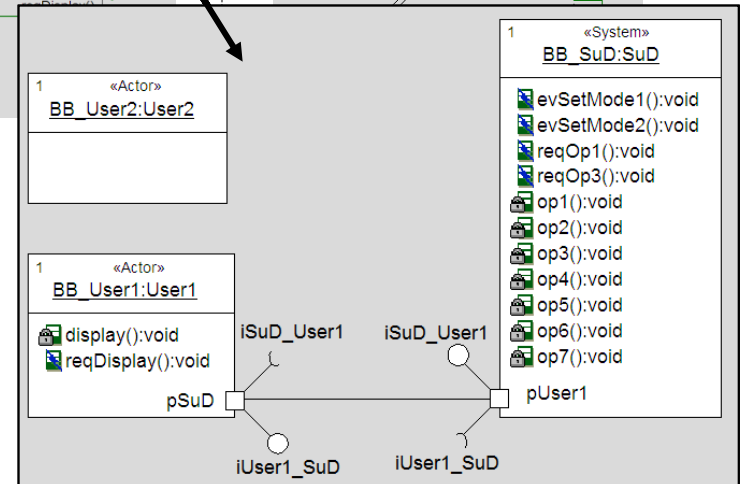 reqDisplay()
1
«Actor»
BB_User2:User2
1
«Actor»
BB_User1:User1
display():void
reqDisplay():void
pSuD
iSuD_User1
iUser1_SuD
1
«System»
BB_SuD:SuD
evSetMode1():void
evSetMode2():void
reqOp1():void
reqOp3():void
op1():void
op2():void
op3():void
op4():void
op5():void
op6():void
op7():void
pUser1
iSuD_User1
iUser1_SuD